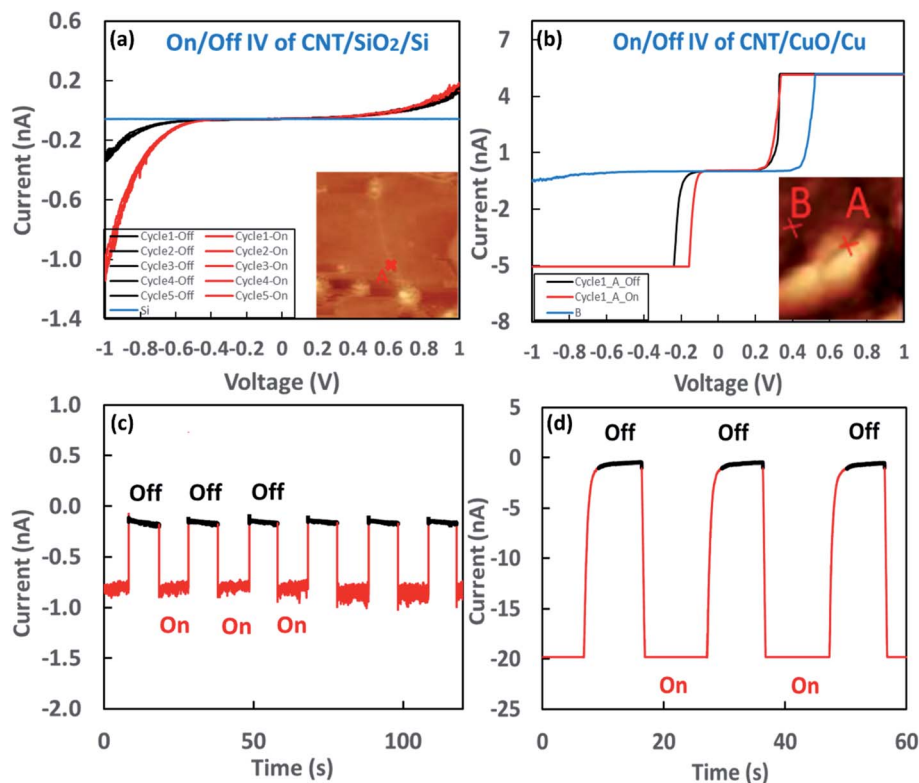 (a) On/Off IV of CNT/SiO2/Si
0.6
0.2
-0.2
-0.6
-1.0
-1.4
Current (nA)
Cycle1-Off Cycle1-On
Cycle2-Off Cycle2-On
Cycle3-Off Cycle3-On
Cycle4-Off Cycle4-On
Cycle5-Off Cycle5-On
Si
A
-1 -0.8 -0.6 -0.4 -0.2 0 0.2 0.4 0.6 0.8 1
Voltage (V)
(b) On/Off IV of CNT/CuO/Cu
7
4
1
-2
-5
-8
Current (nA)
Cycle1_A_Off
Cycle1_A_On
B
B A
-1 -0.8 -0.6 -0.4 -0.2 0 0.2 0.4 0.6 0.8 1
Voltage (V)
(c)
1.0
0.5
0.0
-0.5
-1.0
-1.5
-2.0
Current (nA)
Off Off Off
On On On
0 50 100
Time (s)
(d)
5
0
-5
-10
-15
-20
-25
Current (nA)
Off Off Off
On On
0 20 40 60
Time (s)